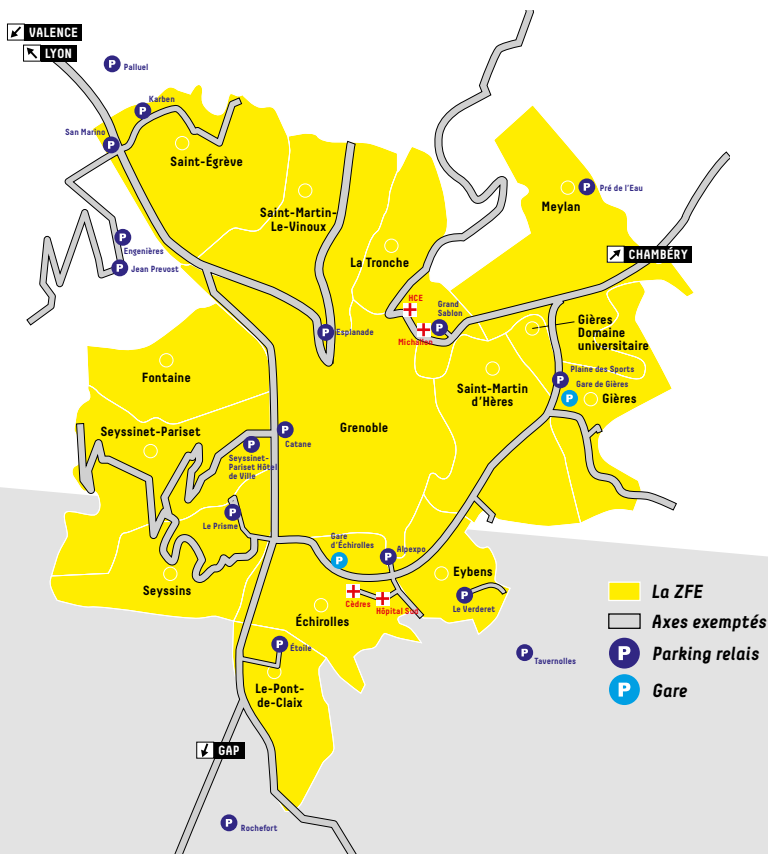 VALENCE
LYON
Palluel
Karben
San Marino
Saint-Égrève
Pré de l'Eau
Meylan
Saint-Martin-
Le-Vinoux
Engenières
Jean Prevost
La Tronche
CHAMBÉRY
HCE
Grand
Sablon
Michallon
Esplanade
Gières
Domaine
universitaire
Plaine des Sports
Gare de Gières
Gières
Fontaine
Saint-Martin
d'Hères
Seyssinet-Pariset
Grenoble
Catane
Seyssinet-
Pariset Hôtel
de Ville
Le Prisme
Gare
d'Échirolles
Alpexpo
Seyssins
Eybens
Le Verderet
Cèdres
Hôpital Sud
Échirolles
Étoile
Tavernolles
Le-Pont-
de-Claix
GAP
Rochefort
La ZFE
Axes exemptés
P Parking relais
P Gare